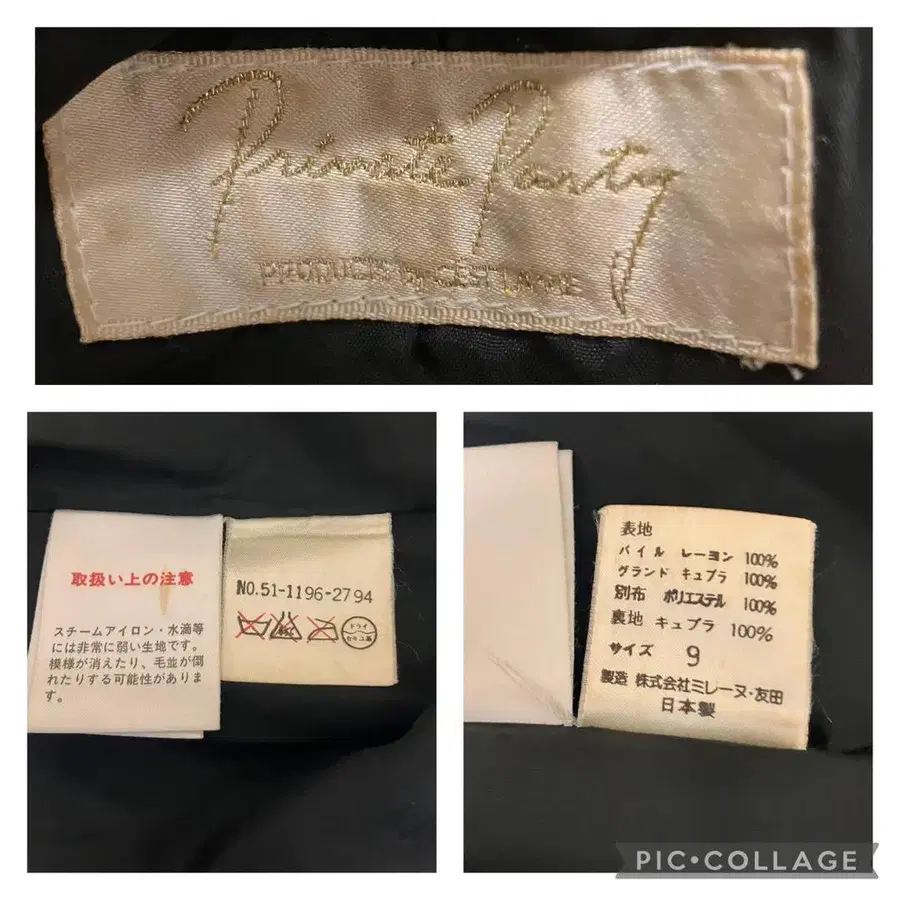 Private Party
PRODUCE by C'EST LA VIE
取扱い上の注意
スチームアイロン・水滴等
には非常に弱い生地です。
模様が消えたり、毛並が倒
れたりする可能性がありま
す。
NO.51-1196-2794
ドライ
セキユ系
表地
パイル レーヨン 100%
グランド キュプラ 100%
別布 ポリエステル 100%
裏地 キュプラ 100%
サイズ 9
製造 株式会社ミレーヌ・友田
日本製
PIC•COLLAGE